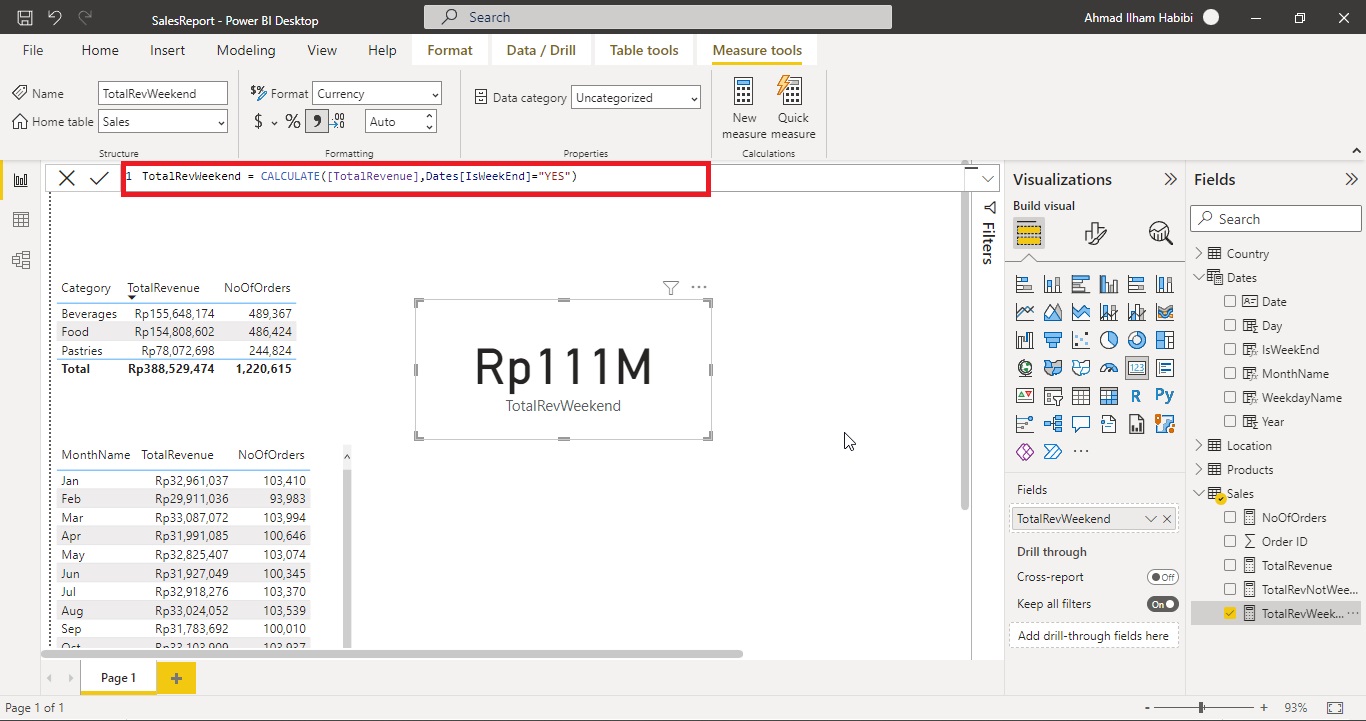 SalesReport - Power BI Desktop
Search
Ahmad Ilham Habibi
File Home Insert Modeling View Help Format Data / Drill Table tools Measure tools
Name TotalRevWeekend
Home table Sales
Structure
$% Format Currency
$ % 9 .00 Auto
Formatting
Data category Uncategorized
Properties
New measure
Quick measure
Calculations
1 TotalRevWeekend = CALCULATE([TotalRevenue],Dates[IsWeekEnd]="YES")
Category TotalRevenue NoOfOrders
Beverages Rp155,648,174 489,367
Food Rp154,808,602 486,424
Pastries Rp78,072,698 244,824
Total Rp388,529,474 1,220,615
Rp111M
TotalRevWeekend
MonthName TotalRevenue NoOfOrders
Jan Rp32,961,037 103,410
Feb Rp29,911,036 93,983
Mar Rp33,087,072 103,994
Apr Rp31,991,085 100,646
May Rp32,825,407 103,074
Jun Rp31,927,049 100,345
Jul Rp32,918,276 103,370
Aug Rp33,024,052 103,539
Sep Rp31,783,692 100,010
Oct Rp33,103,909 103,937
Filters
Visualizations
Build visual
123
R Py
Fields
TotalRevWeekend
Drill through
Cross-report Off
Keep all filters On
Add drill-through fields here
Fields
Search
Country
Dates
Date
Day
IsWeekEnd
MonthName
WeekdayName
Year
Location
Products
Sales
NoOfOrders
Order ID
TotalRevenue
TotalRevNotWee...
TotalRevWeek...
Page 1
Page 1 of 1
- + 93%